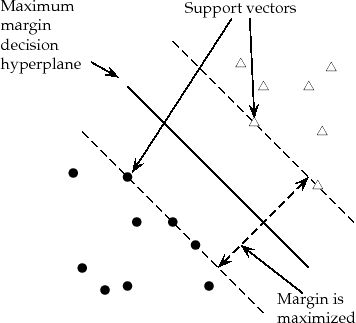 Maximum
margin
decision
hyperplane
Support vectors
Margin is
maximized